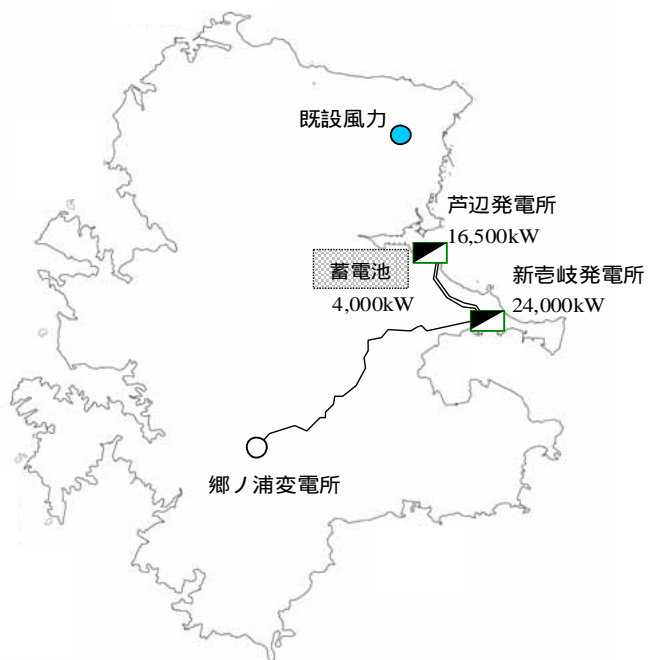 既設風力
芦辺発電所
16,500kW
蓄電池
4,000kW
新壱岐発電所
24,000kW
郷ノ浦変電所